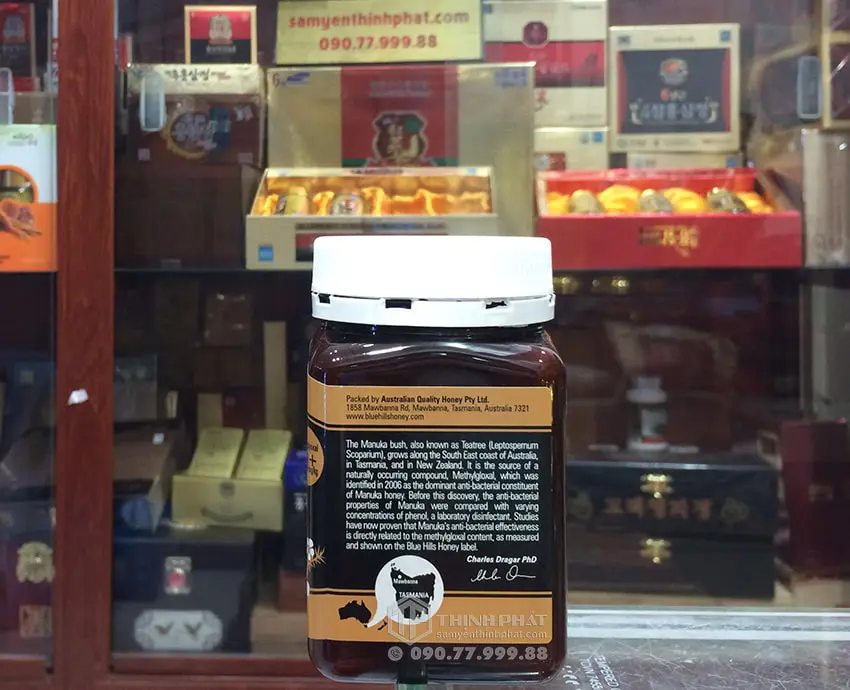 samyenthinhphat.com
090.77.999.88
Packed by Australian Quality Honey Pty Ltd.
1858 Mawbanna Rd, Mawbanna, Tasmania, Australia 7321
www.bluehillshoney.com
The Manuka bush, also known as Teatree (Leptospernum
Scoparium), grows along the South East coast of Australia,
in Tasmania, and in New Zealand. It is the source of a
naturally occurring compound, Methylgloxal, which was
identified in 2006 as the dominant anti-bacterial constituent
of Manuka honey. Before this discovery, the anti-bacterial
properties of Manuka were compared with varying
concentrations of phenol, a laboratory disinfectant. Studies
have now proven that Manuka's anti-bacterial effectiveness
is directly related to the methylgloxal content, as measured
and shown on the Blue Hills Honey label.
Charles Dragar PhD
Mawbanna
TASMANIA
THỊNH PHÁT
samyenthinhphat.com
090.77.999.88